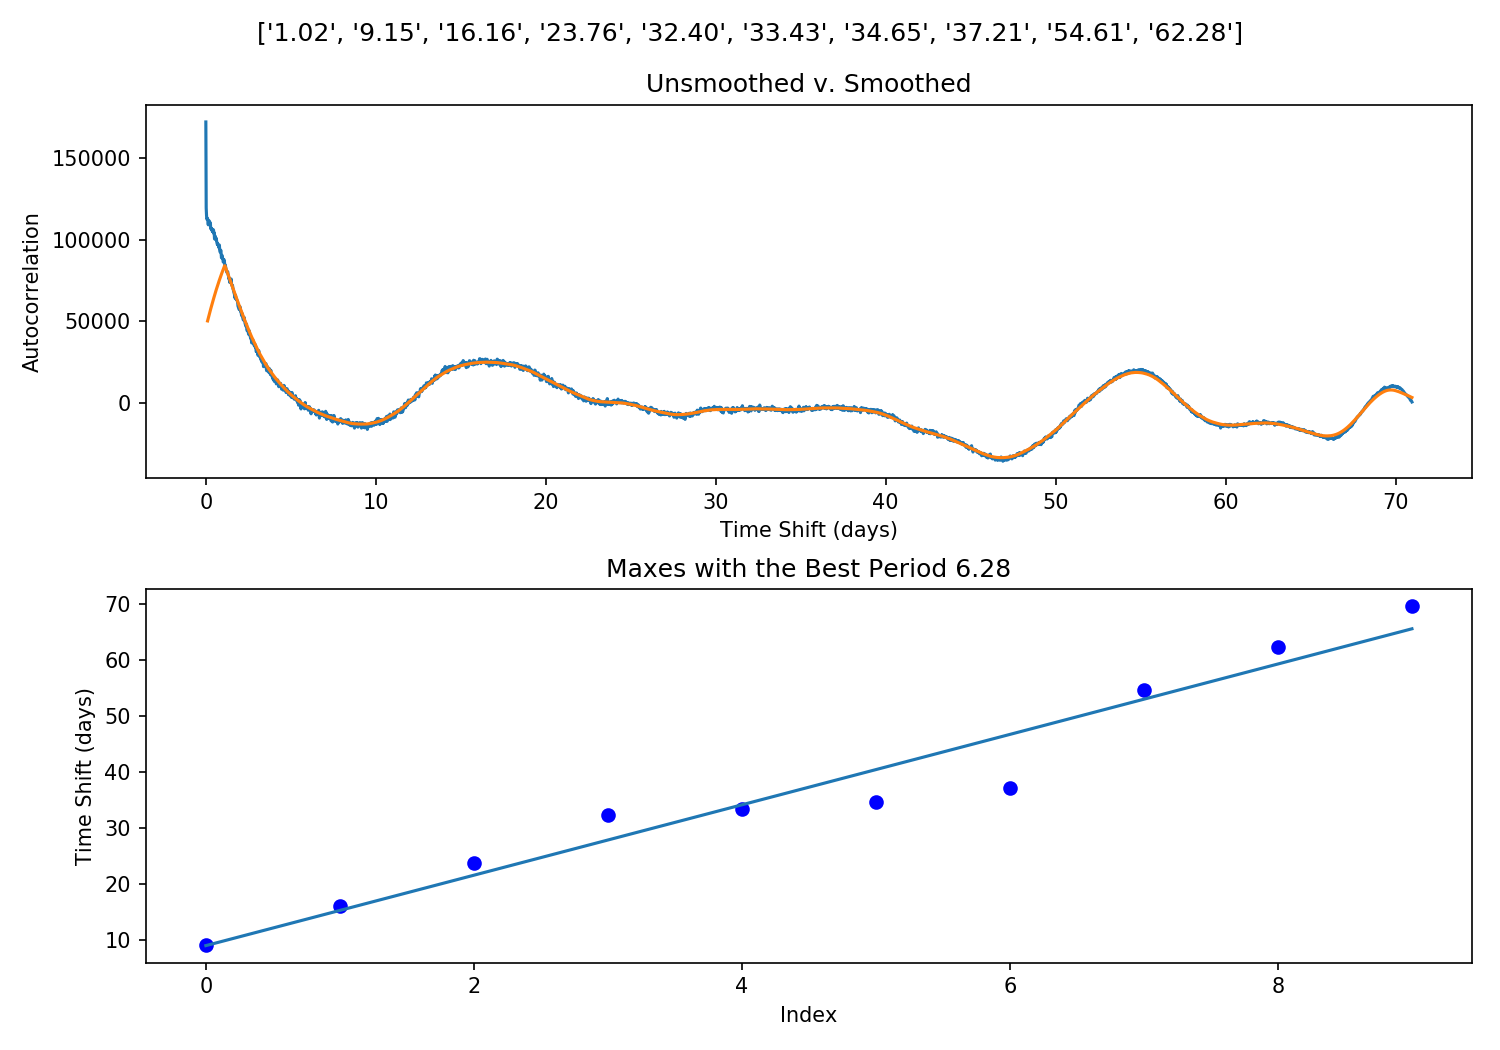 ['1.02', '9.15', '16.16', '23.76', '32.40', '33.43', '34.65', '37.21', '54.61', '62.28']
Unsmoothed v. Smoothed
150000
100000
50000
0
Autocorrelation
0 10 20 30 40 50 60 70
Time Shift (days)
Maxes with the Best Period 6.28
70
60
50
40
30
20
10
Time Shift (days)
0 2 4 6 8
Index